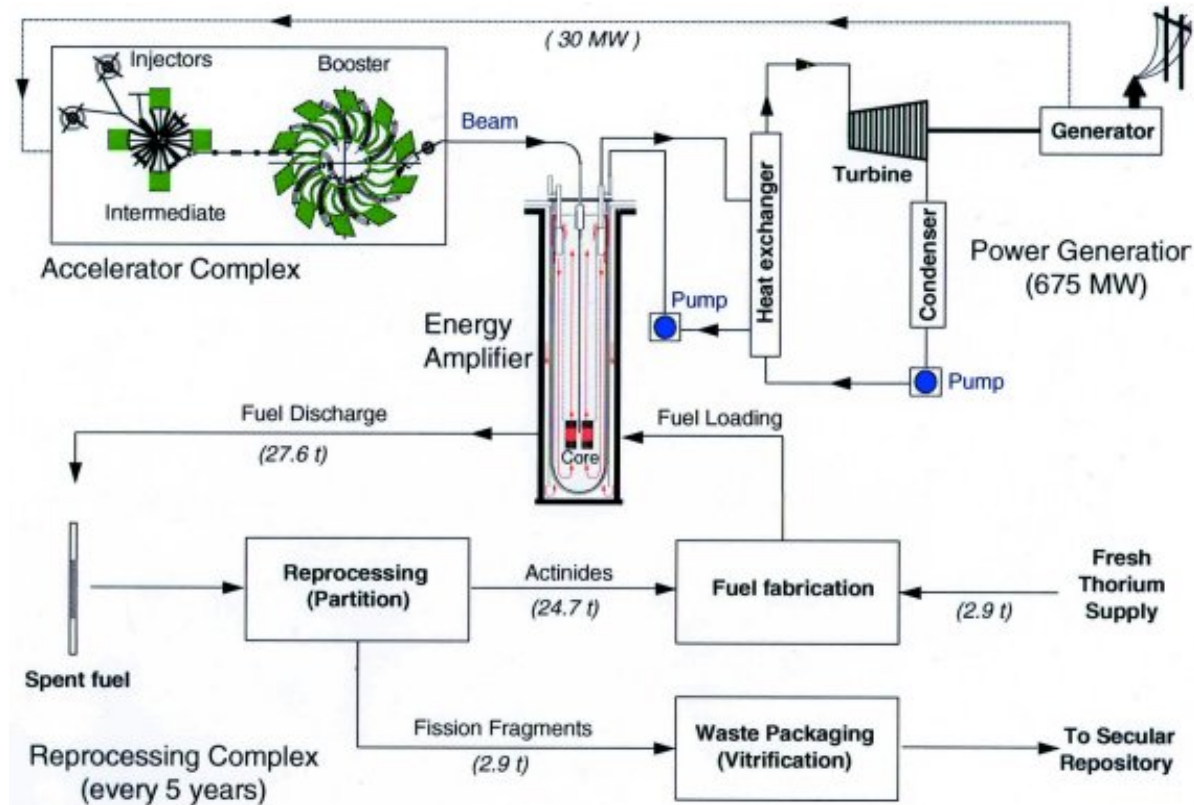 ( 30 MW )
Injectors
Booster
Beam
Intermediate
Accelerator Complex
Energy
Amplifier
Core
Pump
Heat exchanger
Turbine
Generator
Condenser
Pump
Power Generation
(675 MW)
Fuel Discharge
(27.6 t)
Fuel Loading
Spent fuel
Reprocessing
(Partition)
Actinides
(24.7 t)
Fuel fabrication
(2.9 t)
Fresh
Thorium
Supply
Reprocessing Complex
(every 5 years)
Fission Fragments
(2.9 t)
Waste Packaging
(Vitrification)
To Secular
Repository